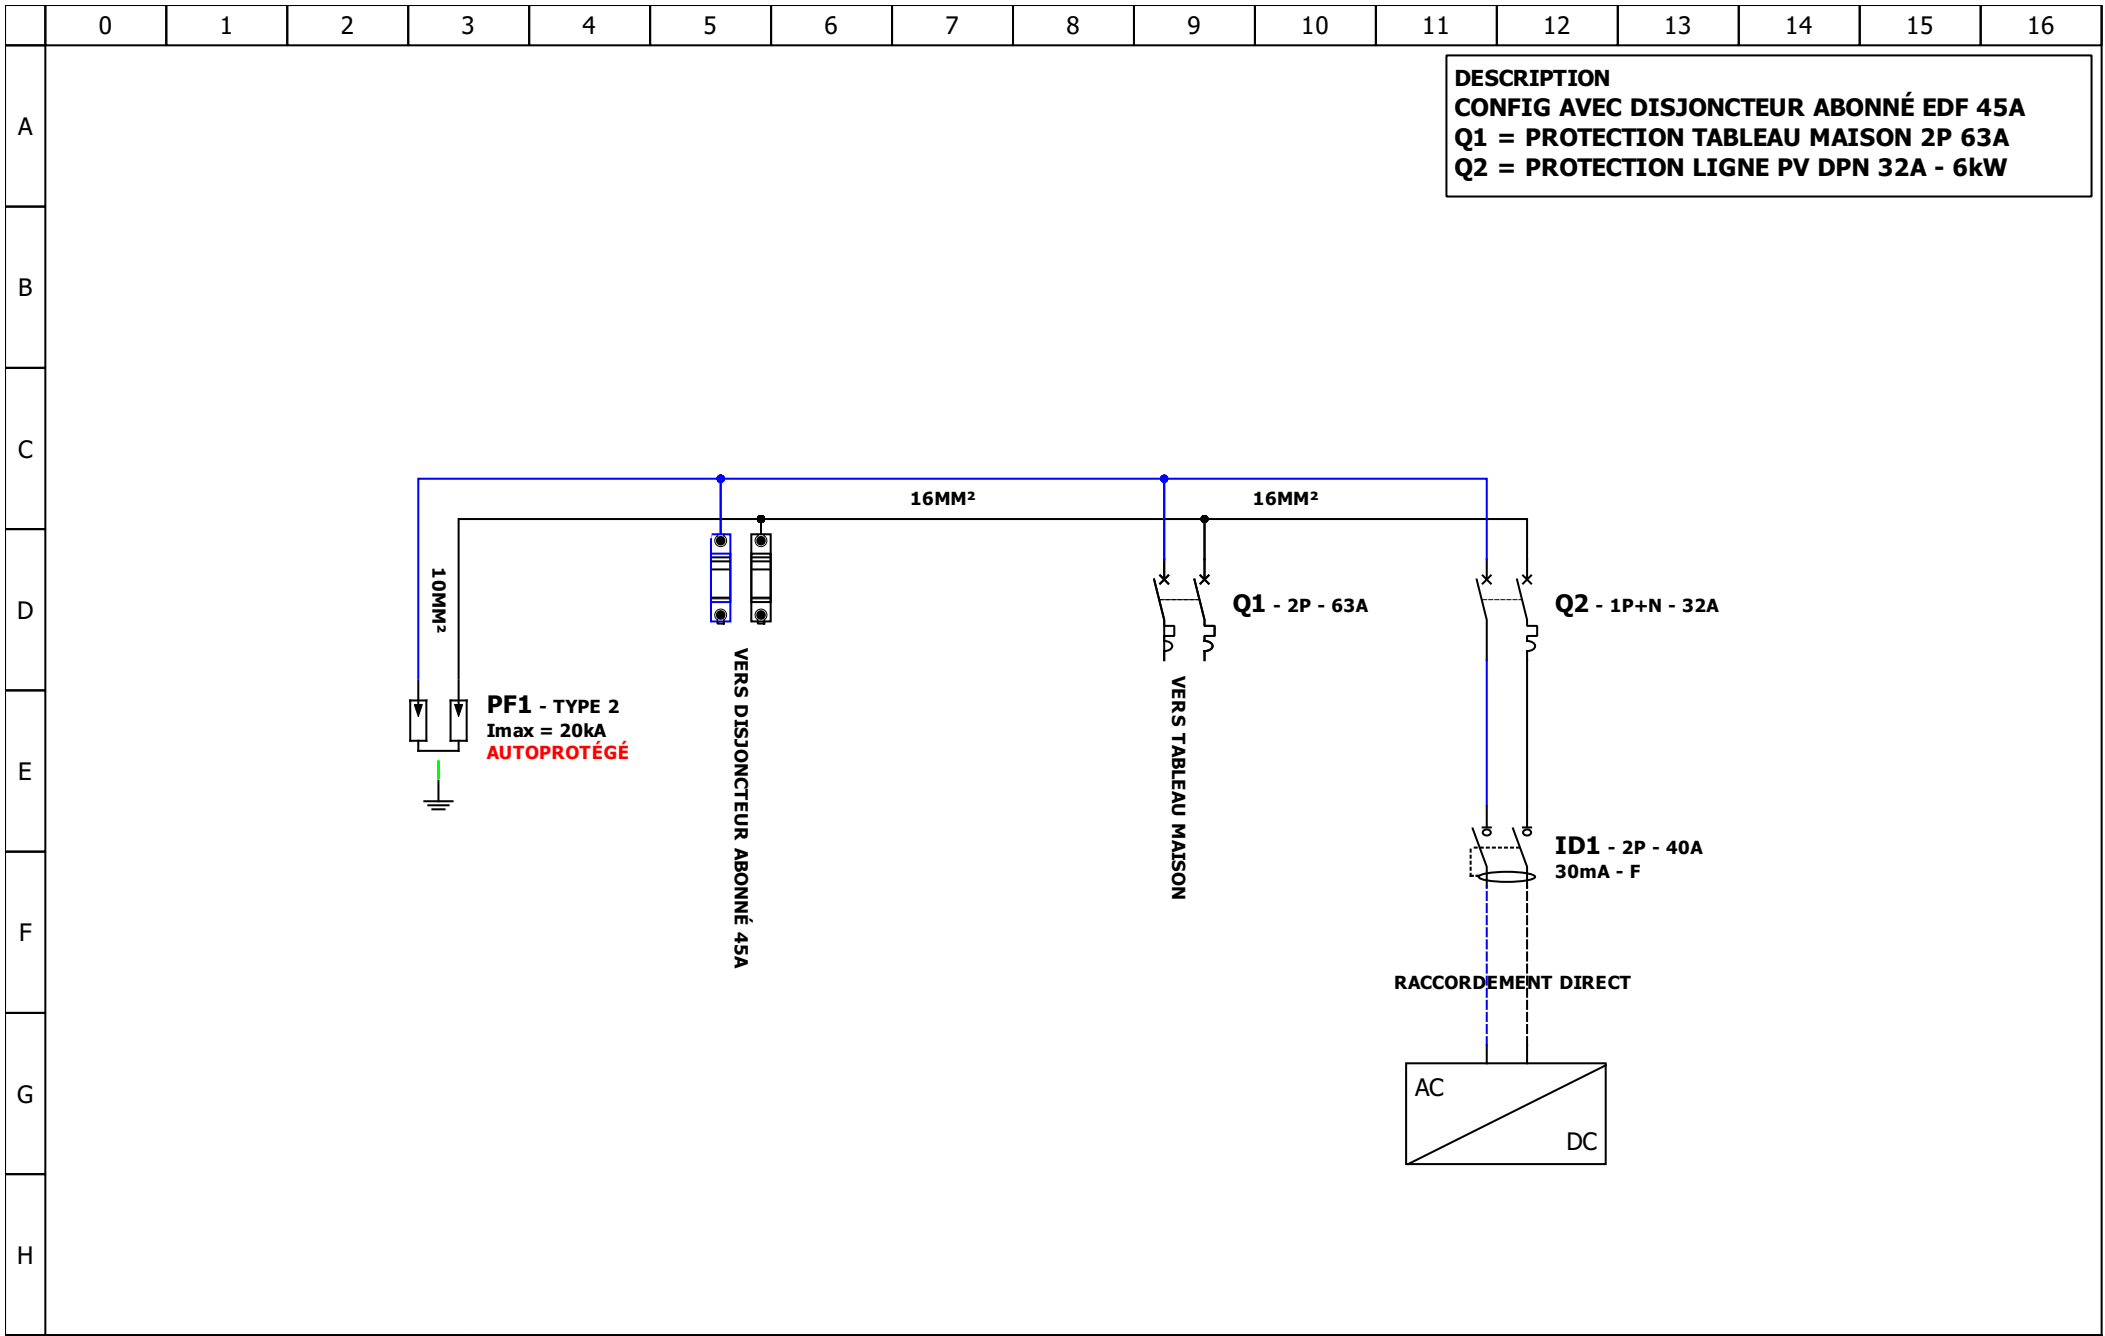 0 1 2 3 4 5 6 7 8 9 10 11 12 13 14 15 16
DESCRIPTION
CONFIG AVEC DISJONCTEUR ABONNÉ EDF 45A
Q1 = PROTECTION TABLEAU MAISON 2P 63A
Q2 = PROTECTION LIGNE PV DPN 32A - 6kW
A
B
C
16MM²
16MM²
D
10MM²
Q1 - 2P - 63A
Q2 - 1P+N - 32A
PF1 - TYPE 2
Imax = 20kA
AUTOPROTÉGÉ
VERS DISJONCTEUR ABONNÉ 45A
VERS TABLEAU MAISON
E
ID1 - 2P - 40A
30mA - F
F
RACCORDEMENT DIRECT
G
AC
DC
H